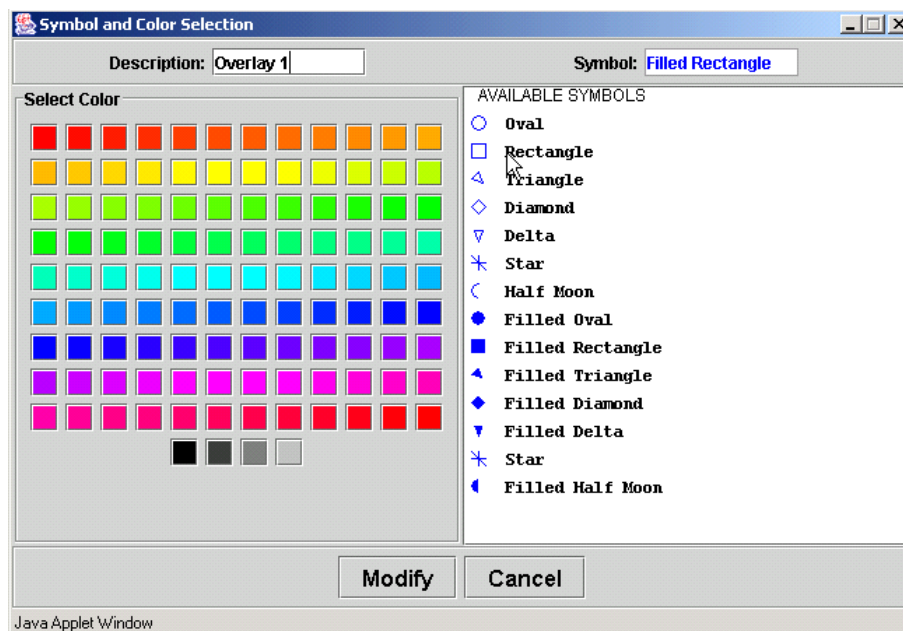 Symbol and Color Selection
Description: Overlay 1 Symbol: Filled Rectangle
Select Color
AVAILABLE SYMBOLS
Oval
Rectangle
Triangle
Diamond
Delta
Star
Half Moon
Filled Oval
Filled Rectangle
Filled Triangle
Filled Diamond
Filled Delta
Star
Filled Half Moon
Modify Cancel
Java Applet Window